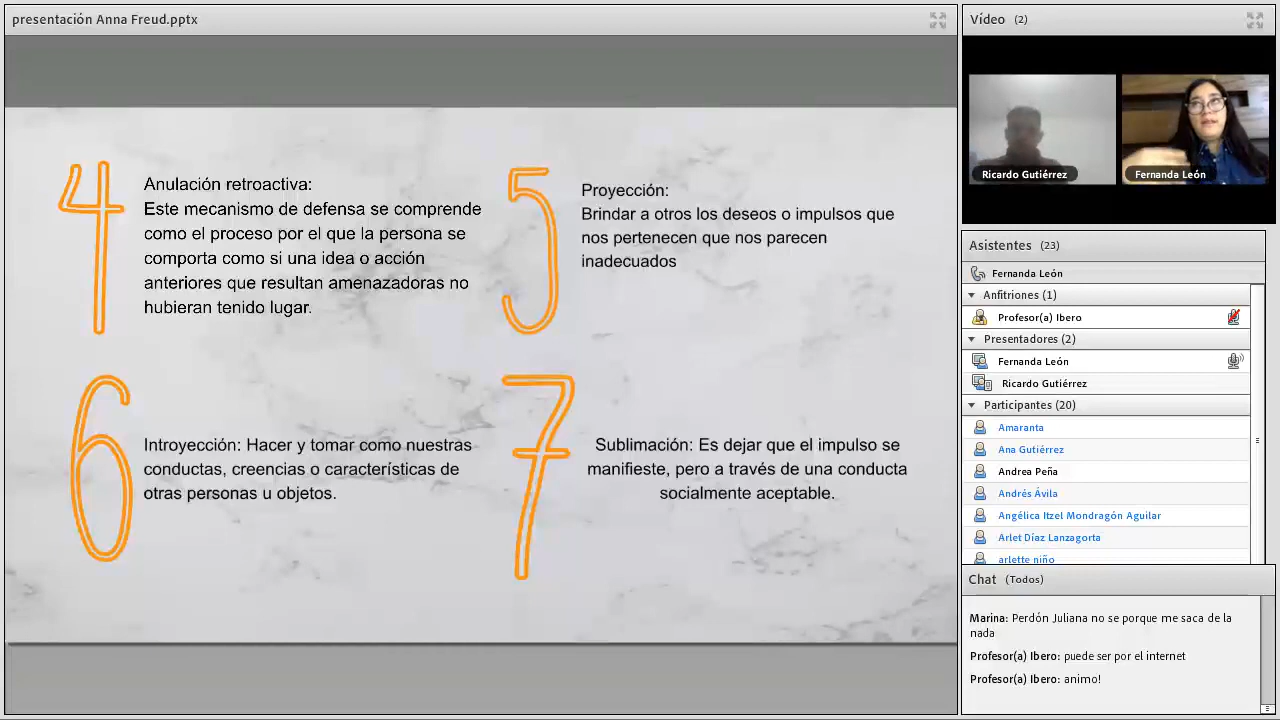 presentación Anna Freud.pptx
4
Anulación retroactiva:
Este mecanismo de defensa se comprende
como el proceso por el que la persona se
comporta como si una idea o acción
anteriores que resultan amenazadoras no
hubieran tenido lugar.
5
Proyección:
Brindar a otros los deseos o impulsos que
nos pertenecen que nos parecen
inadecuados
6
Introyección: Hacer y tomar como nuestras
conductas, creencias o características de
otras personas u objetos.
7
Sublimación: Es dejar que el impulso se
manifieste, pero a través de una conducta
socialmente aceptable.
Vídeo (2)
Ricardo Gutiérrez
Fernanda León
Asistentes (23)
Fernanda León
Anfitriones (1)
Profesor(a) Ibero
Presentadores (2)
Fernanda León
Ricardo Gutiérrez
Participantes (20)
Amaranta
Ana Gutiérrez
Andrea Peña
Andrés Ávila
Angélica Itzel Mondragón Aguilar
Arlet Díaz Lanzagorta
arlette niño
Chat (Todos)
Marina: Perdón Juliana no se porque me saca de la
nada
Profesor(a) Ibero: puede ser por el internet
Profesor(a) Ibero: animo!